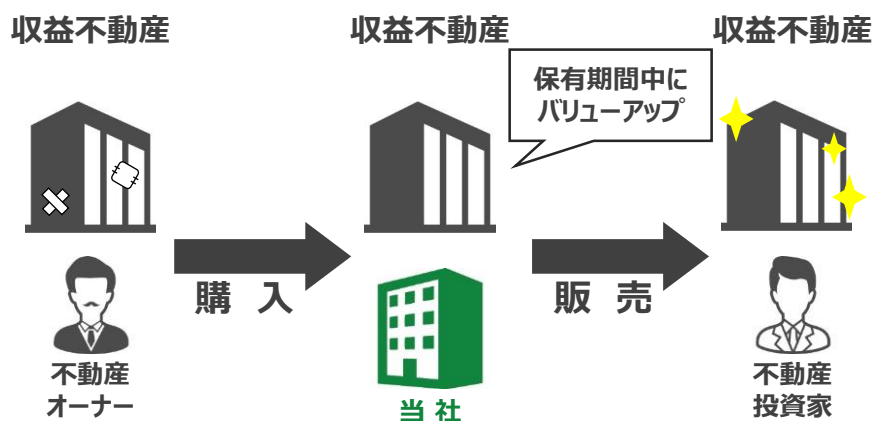 収益不動産
収益不動産
収益不動産
保有期間中に
バリューアップ
購 入
販 売
不動産
オーナー
当 社
不動産
投資家